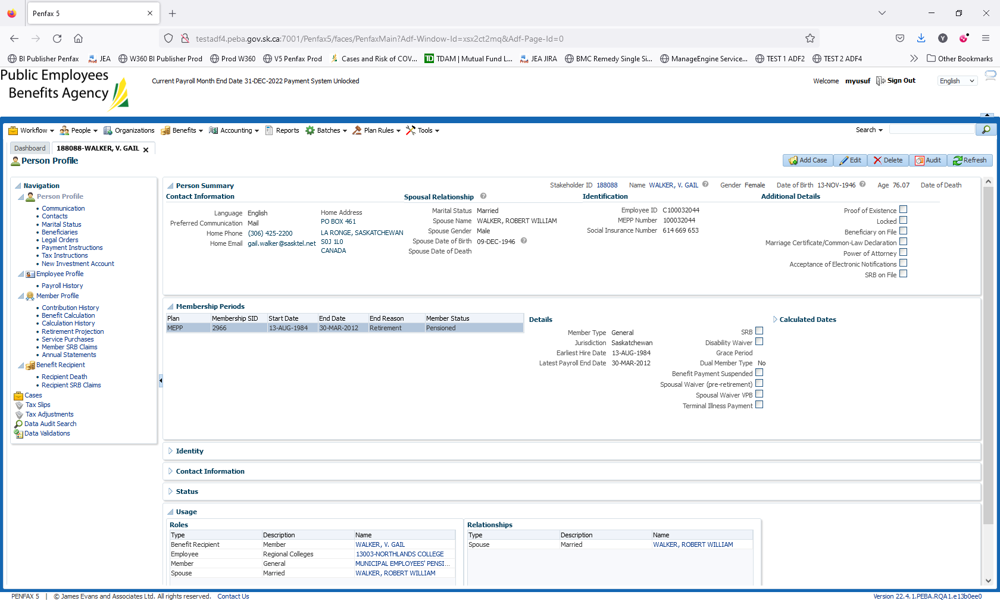 Penfax 5
testadf4.peba.gov.sk.ca:7001/Penfax5/faces/PenfaxMain?Adf-Window-Id=xsx2ct2mq&Adf-Page-Id=0
BI Publisher Penfax JEA W360 BI Publisher Prod Prod W360 V5 Penfax Prod Cases and Risk of COV... TD TDAM | Mutual Fund L... JEA JIRA BMC Remedy Single Si... ManageEngine Service... TEST 1 ADF2 TEST 2 ADF4 Other Bookmarks
Public Employees
Benefits Agency
Current Payroll Month End Date 31-DEC-2022 Payment System Unlocked
Welcome myusuf Sign Out English
Workflow People Organizations Benefits Accounting Reports Batches Plan Rules Tools Search
Dashboard 188088-WALKER, V. GAIL
Person Profile
Add Case Edit Delete Audit Refresh
Navigation
Person Profile
Communication
Contacts
Marital Status
Beneficiaries
Legal Orders
Payment Instructions
Tax Instructions
New Investment Account
Employee Profile
Payroll History
Member Profile
Contribution History
Benefit Calculation
Calculation History
Retirement Projection
Service Purchases
Member SRB Claims
Annual Statements
Benefit Recipient
Recipient Death
Recipient SRB Claims
Cases
Tax Slips
Tax Adjustments
Data Audit Search
Data Validations
Person Summary
Stakeholder ID 188088 Name WALKER, V. GAIL Gender Female Date of Birth 13-NOV-1946 Age 76.07 Date of Death
Contact Information
Language English
Preferred Communication Mail
Home Phone (306) 425-2200
Home Email gail.walker@sasktel.net
Home Address
PO BOX 461
LA RONGE, SASKATCHEWAN
S0J 1L0
CANADA
Spousal Relationship
Marital Status Married
Spouse Name WALKER, ROBERT WILLIAM
Spouse Gender Male
Spouse Date of Birth 09-DEC-1946
Spouse Date of Death
Identification
Employee ID C100032044
MEPP Number 100032044
Social Insurance Number 614 669 653
Additional Details
Proof of Existence
Locked
Beneficiary on File
Marriage Certificate/Common-Law Declaration
Power of Attorney
Acceptance of Electronic Notifications
SRB on File
Membership Periods
Plan Membership SID Start Date End Date End Reason Member Status
MEPP 2966 13-AUG-1984 30-MAR-2012 Retirement Pensioned
Details
Member Type General
Jurisdiction Saskatchewan
Earliest Hire Date 13-AUG-1984
Latest Payroll End Date 30-MAR-2012
SRB
Disability Waiver
Grace Period
Dual Member Type No
Benefit Payment Suspended
Spousal Waiver (pre-retirement)
Spousal Waiver VPB
Terminal Illness Payment
Calculated Dates
Identity
Contact Information
Status
Usage
Roles
Type Description Name
Benefit Recipient Member WALKER, V. GAIL
Employee Regional Colleges 13003-NORTHLANDS COLLEGE
Member General MUNICIPAL EMPLOYEES' PENSI...
Spouse Married WALKER, ROBERT WILLIAM
Relationships
Type Description Name
Spouse Married WALKER, ROBERT WILLIAM
PENFAX 5 | © James Evans and Associates Ltd. All rights reserved. Contact Us
Version 22.4.1.PEBA.RQA1.e13b0ee0